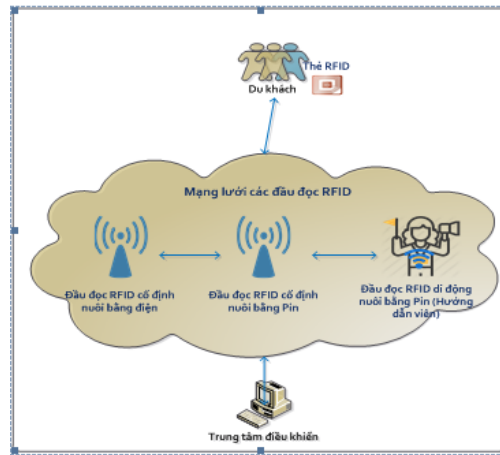 Thẻ RFID
Du khách
Mạng lưới các đầu đọc RFID
Đầu đọc RFID cố định
nuôi bằng điện
Đầu đọc RFID cố định
nuôi bằng Pin
Đầu đọc RFID di động
nuôi bằng Pin (Hướng
dẫn viên)
Trung tâm điều khiển